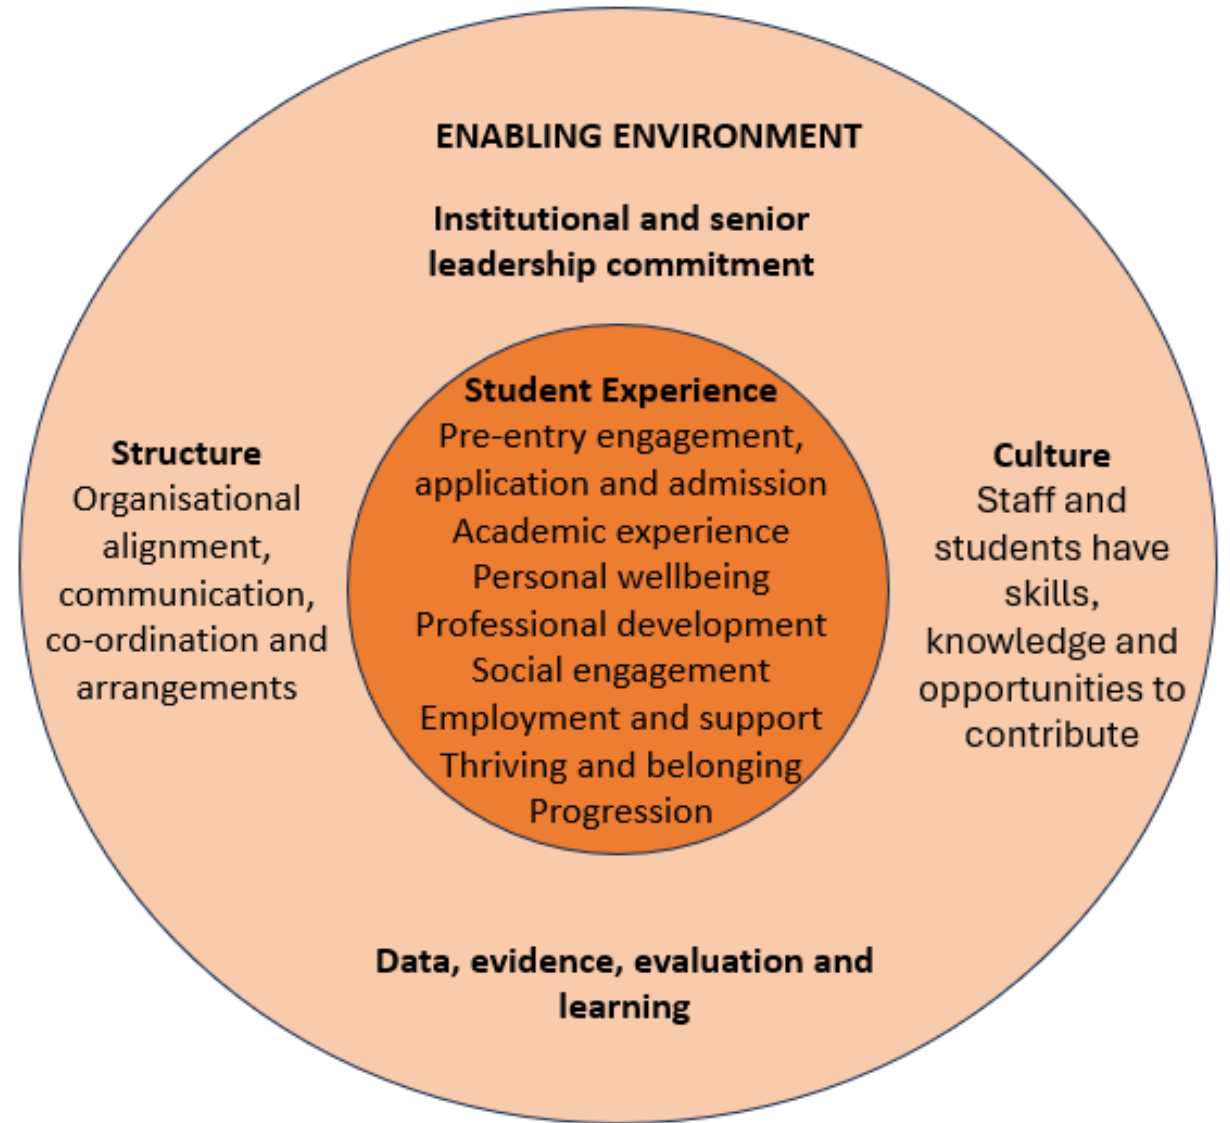 ENABLING ENVIRONMENT
Institutional and senior
leadership commitment
Student Experience
Pre-entry engagement,
application and admission
Academic experience
Personal wellbeing
Professional development
Social engagement
Employment and support
Thriving and belonging
Progression
Structure
Organisational
alignment,
communication,
co-ordination and
arrangements
Culture
Staff and
students have
skills,
knowledge and
opportunities to
contribute
Data, evidence, evaluation and
learning